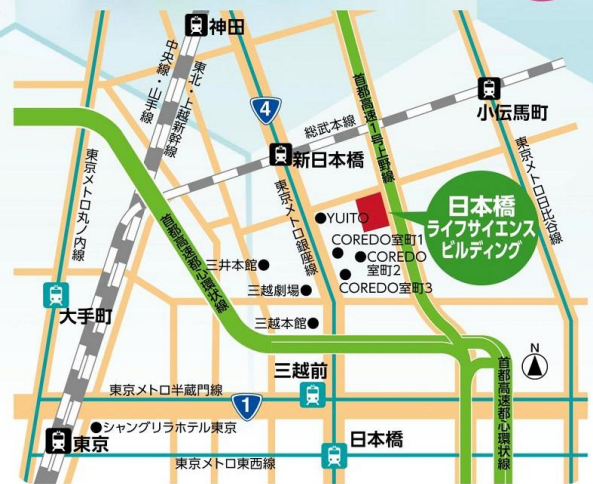 神田
中央線・山手線
東北・上越新幹線
4
総武本線
首都高速1号上野線
小伝馬町
新日本橋
東京メトロ丸ノ内線
東京メトロ銀座線
東京メトロ日比谷線
YUITO
日本橋
ライフサイエンス
ビルディング
COREDO室町1
COREDO
室町2
COREDO室町3
首都高速都心環状線
三井本館
三越劇場
三越本館
大手町
三越前
N
首都高速都心環状線
東京メトロ半蔵門線
1
シャングリラホテル東京
東京
日本橋
東京メトロ東西線